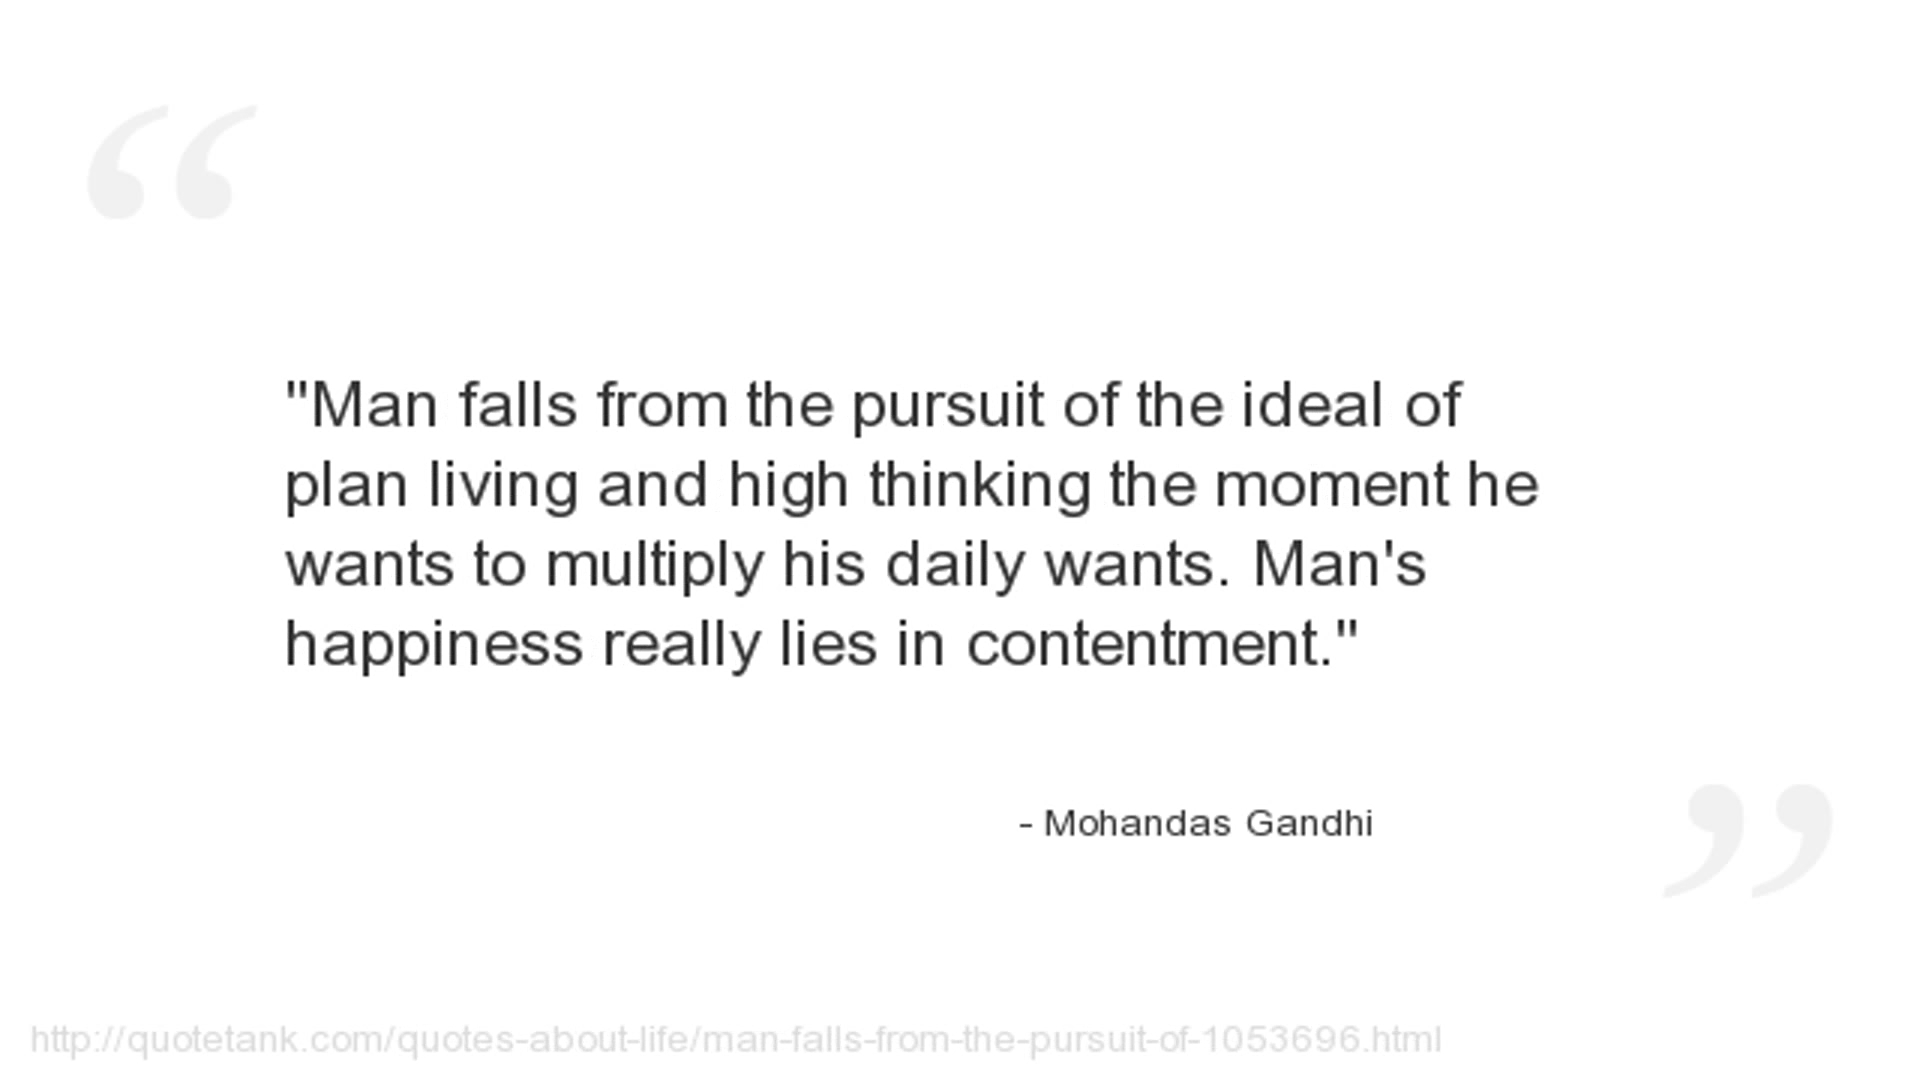 "Man falls from the pursuit of the ideal of
plan living and high thinking the moment he
wants to multiply his daily wants. Man's
happiness really lies in contentment."
- Mohandas Gandhi
http://quotetank.com/quotes-about-life/man-falls-from-the-pursuit-of-1053696.html